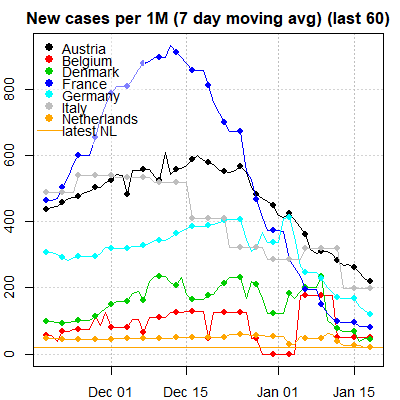 New cases per 1M (7 day moving avg) (last 60)
Austria
Belgium
Denmark
France
Germany
Italy
Netherlands
latest NL
800
600
400
200
0
Dec 01 Dec 15 Jan 01 Jan 15